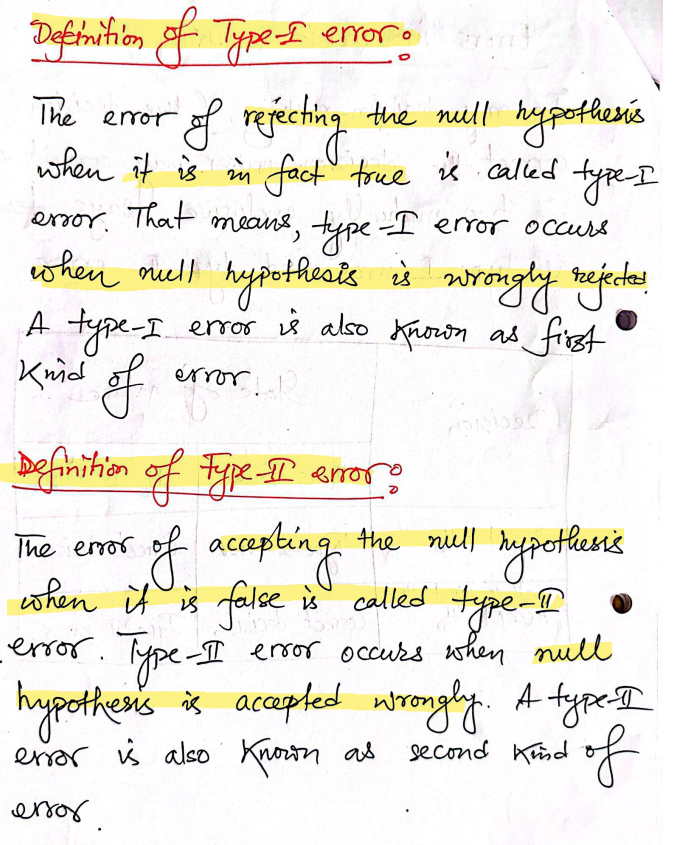 Definition of Type-I error:
The error of rejecting the null hypothesis
when it is in fact true is called type-I
error. That means, type-I error occurs
when null hypothesis is wrongly rejected.
A type-I error is also known as first
Knid of error.
Definition of Type-II error:
The error of accepting the null hypothesis
when it is false is called type-II
error. Type-II error occurs when null
hypothesis is accepted wrongly. A type-II
error is also Known as second kind of
error.